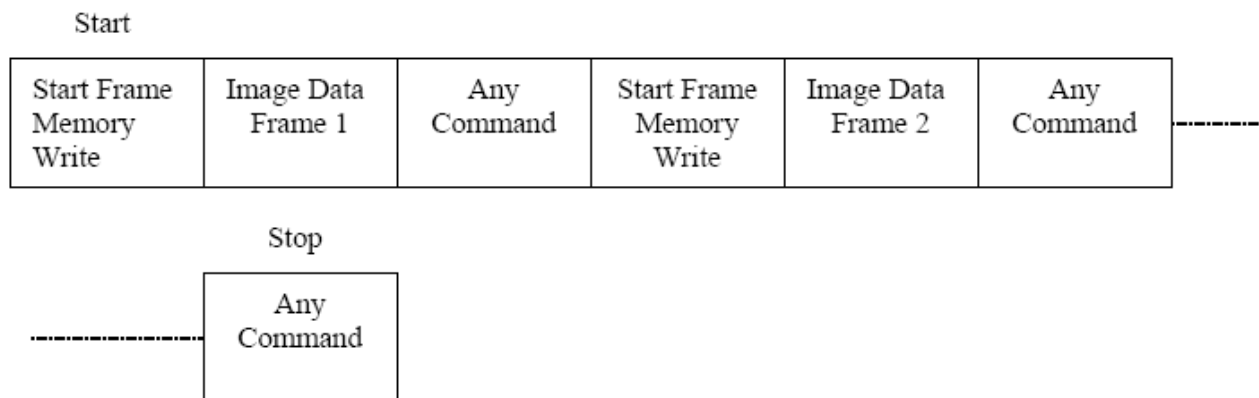 Start
Start Frame
Memory
Write
Image Data
Frame 1
Any
Command
Start Frame
Memory
Write
Image Data
Frame 2
Any
Command
Stop
Any
Command